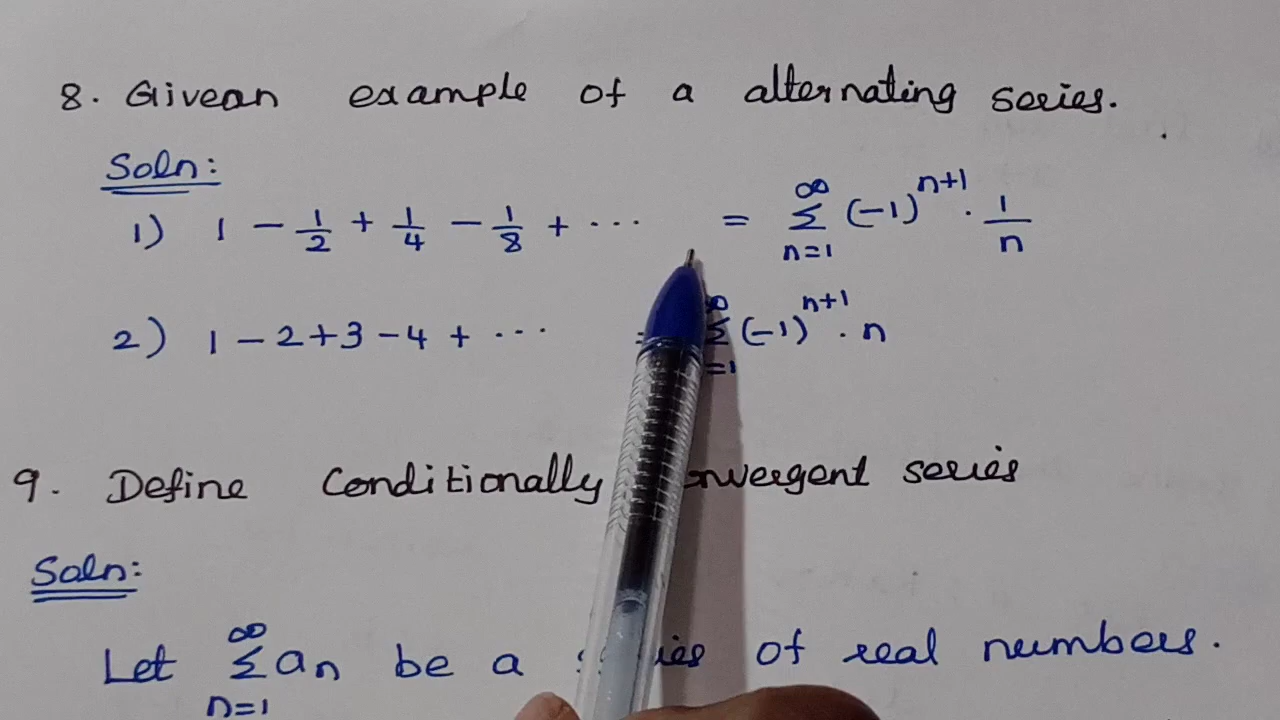 8. Givean example of a alternating series.
Soln:
1) 1 - 1/2 + 1/4 - 1/8 + ... = ∞ Σ n=1 (-1)^n+1 . 1/n
2) 1 - 2 + 3 - 4 + ... = ∞ Σ =1 (-1)^n+1 . n
9. Define Conditionally series
Soln:
Let ∞ Σ n=1 an be a of real numbers.